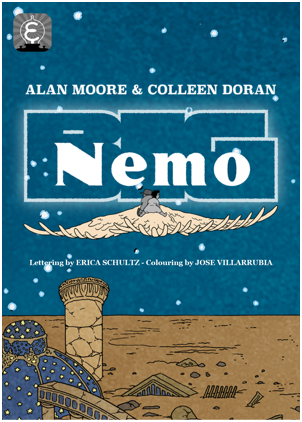 ALAN MOORE & COLLEEN DORAN
BIG
Nemo
Lettering by ERICA SCHULTZ - Colouring by JOSE VILLARRUBIA